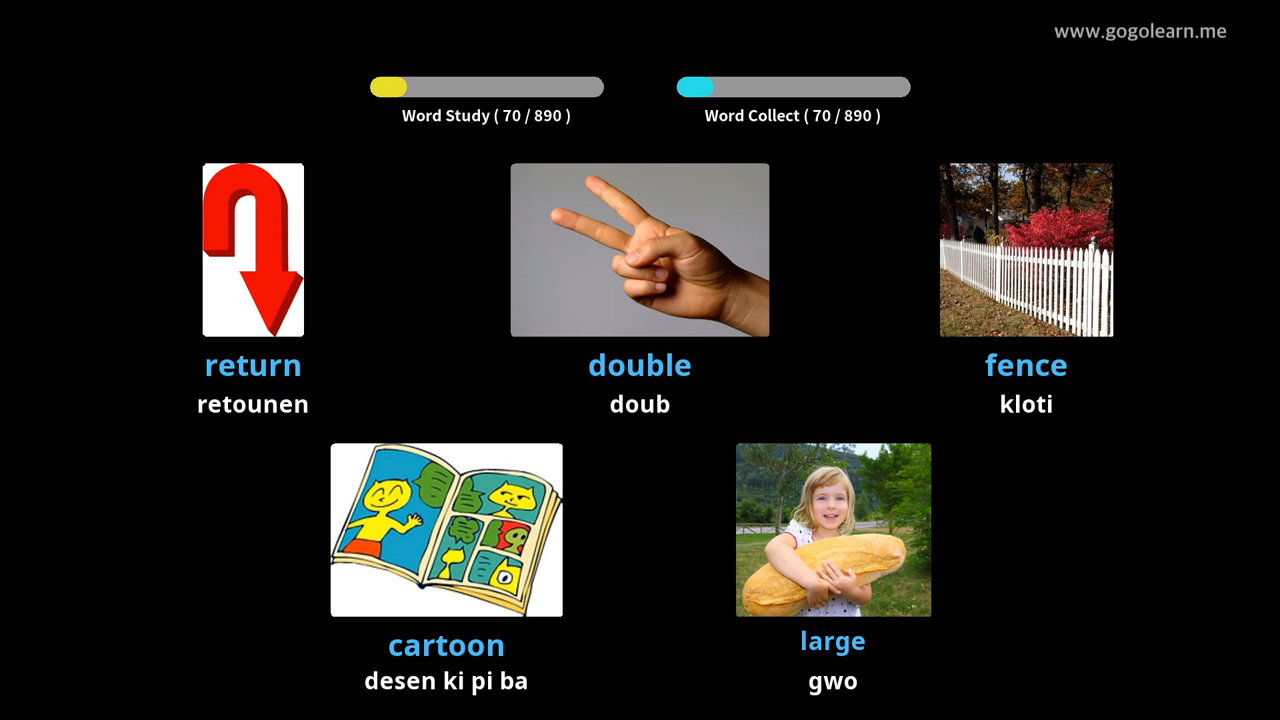 www.gogolearn.me
Word Study ( 70 / 890 )
Word Collect ( 70 / 890 )
return
retounen
double
doub
fence
kloti
cartoon
desen ki pi ba
large
gwo